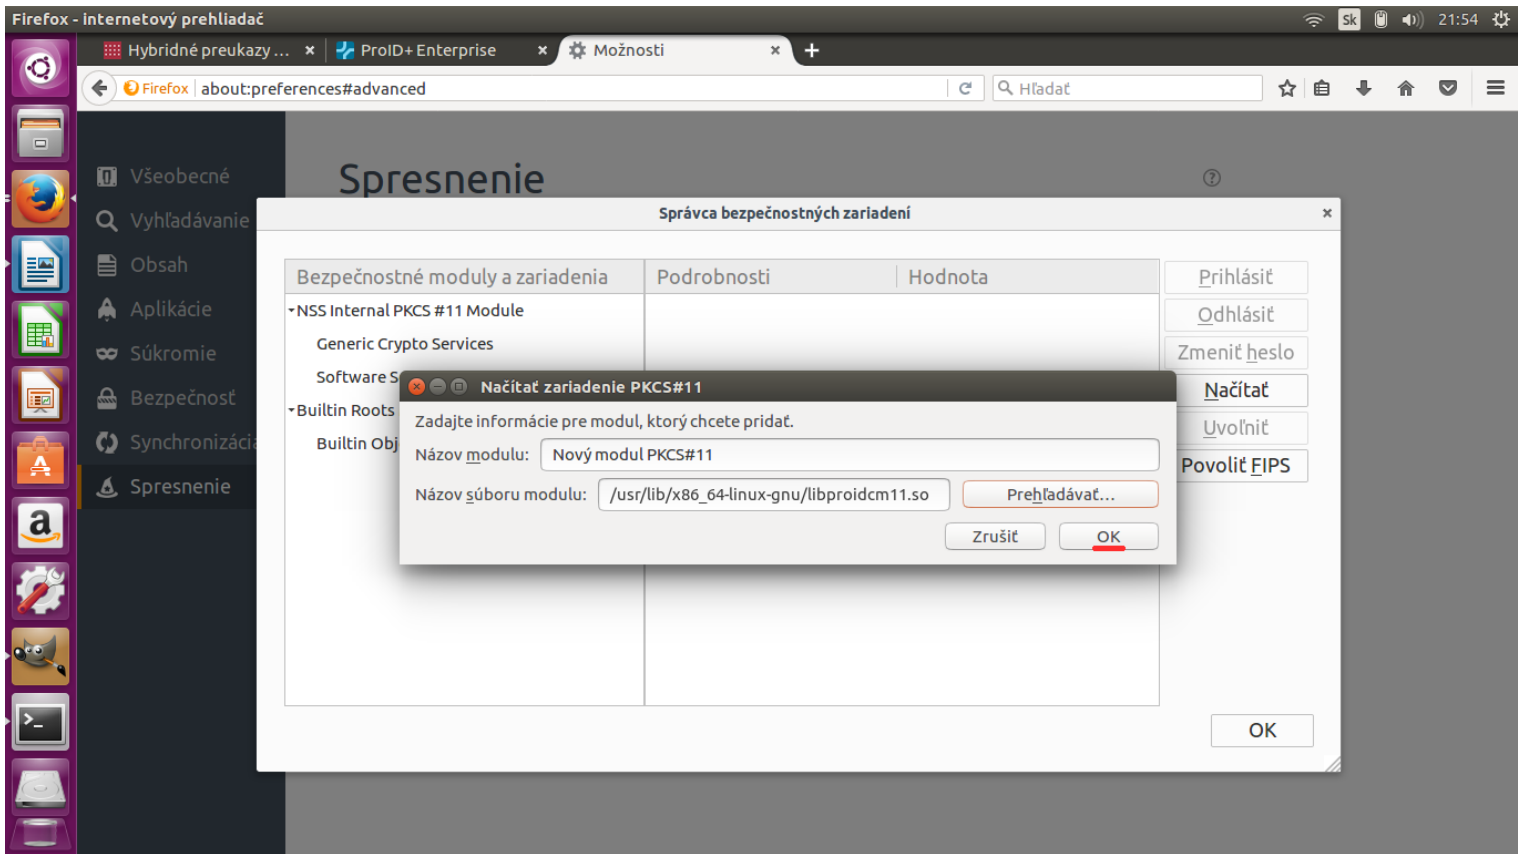 Firefox - internetový prehliadač
Sk
21:54
Hybridné preukazy ...
ProID+ Enterprise
Možnosti
Firefox
about:preferences#advanced
Hľadať
Všeobecné
Vyhľadávanie
Obsah
Aplikácie
Súkromie
Bezpečnosť
Synchronizácia
Spresnenie
Spresnenie
Správca bezpečnostných zariadení
Bezpečnostné moduly a zariadenia
Podrobnosti
Hodnota
NSS Internal PKCS #11 Module
Generic Crypto Services
Software S
Builtin Roots
Builtin Obj
Prihlásiť
Odhlásiť
Zmeniť heslo
Načítať
Uvoľniť
Povoliť FIPS
Načítať zariadenie PKCS#11
Zadajte informácie pre modul, ktorý chcete pridať.
Názov modulu:
Nový modul PKCS#11
Názov súboru modulu:
/usr/lib/x86_64-linux-gnu/libproidcm11.so
Prehľadávať...
Zrušiť
OK
OK